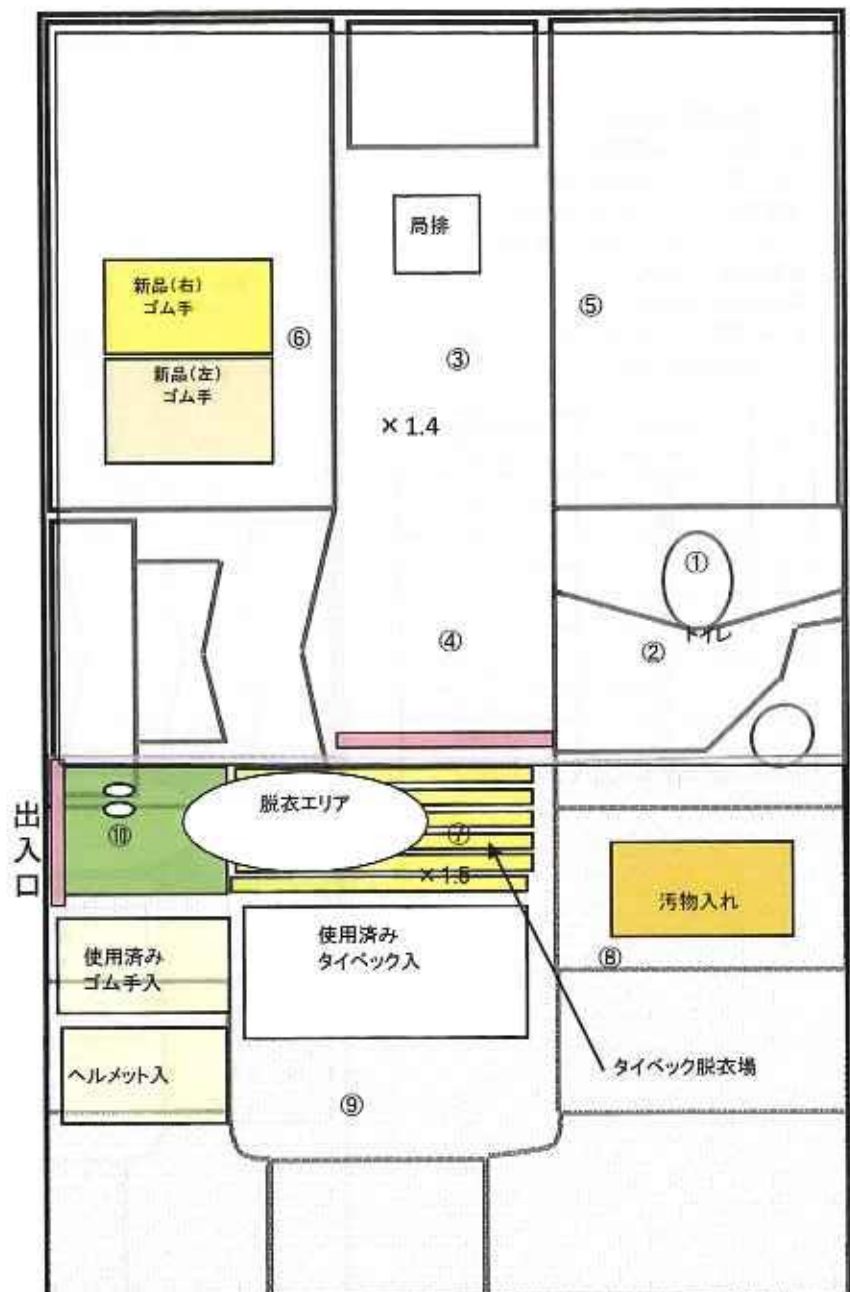 局排
新品(右)
ゴム手
⑥
⑤
③
新品(左)
ゴム手
× 1.4
①
トイレ
④
②
出入口
脱衣エリア
⑩
⑦
× 1.5
汚物入れ
使用済み
ゴム手入
使用済み
タイベック入
⑧
ヘルメット入
タイベック脱衣場
⑨